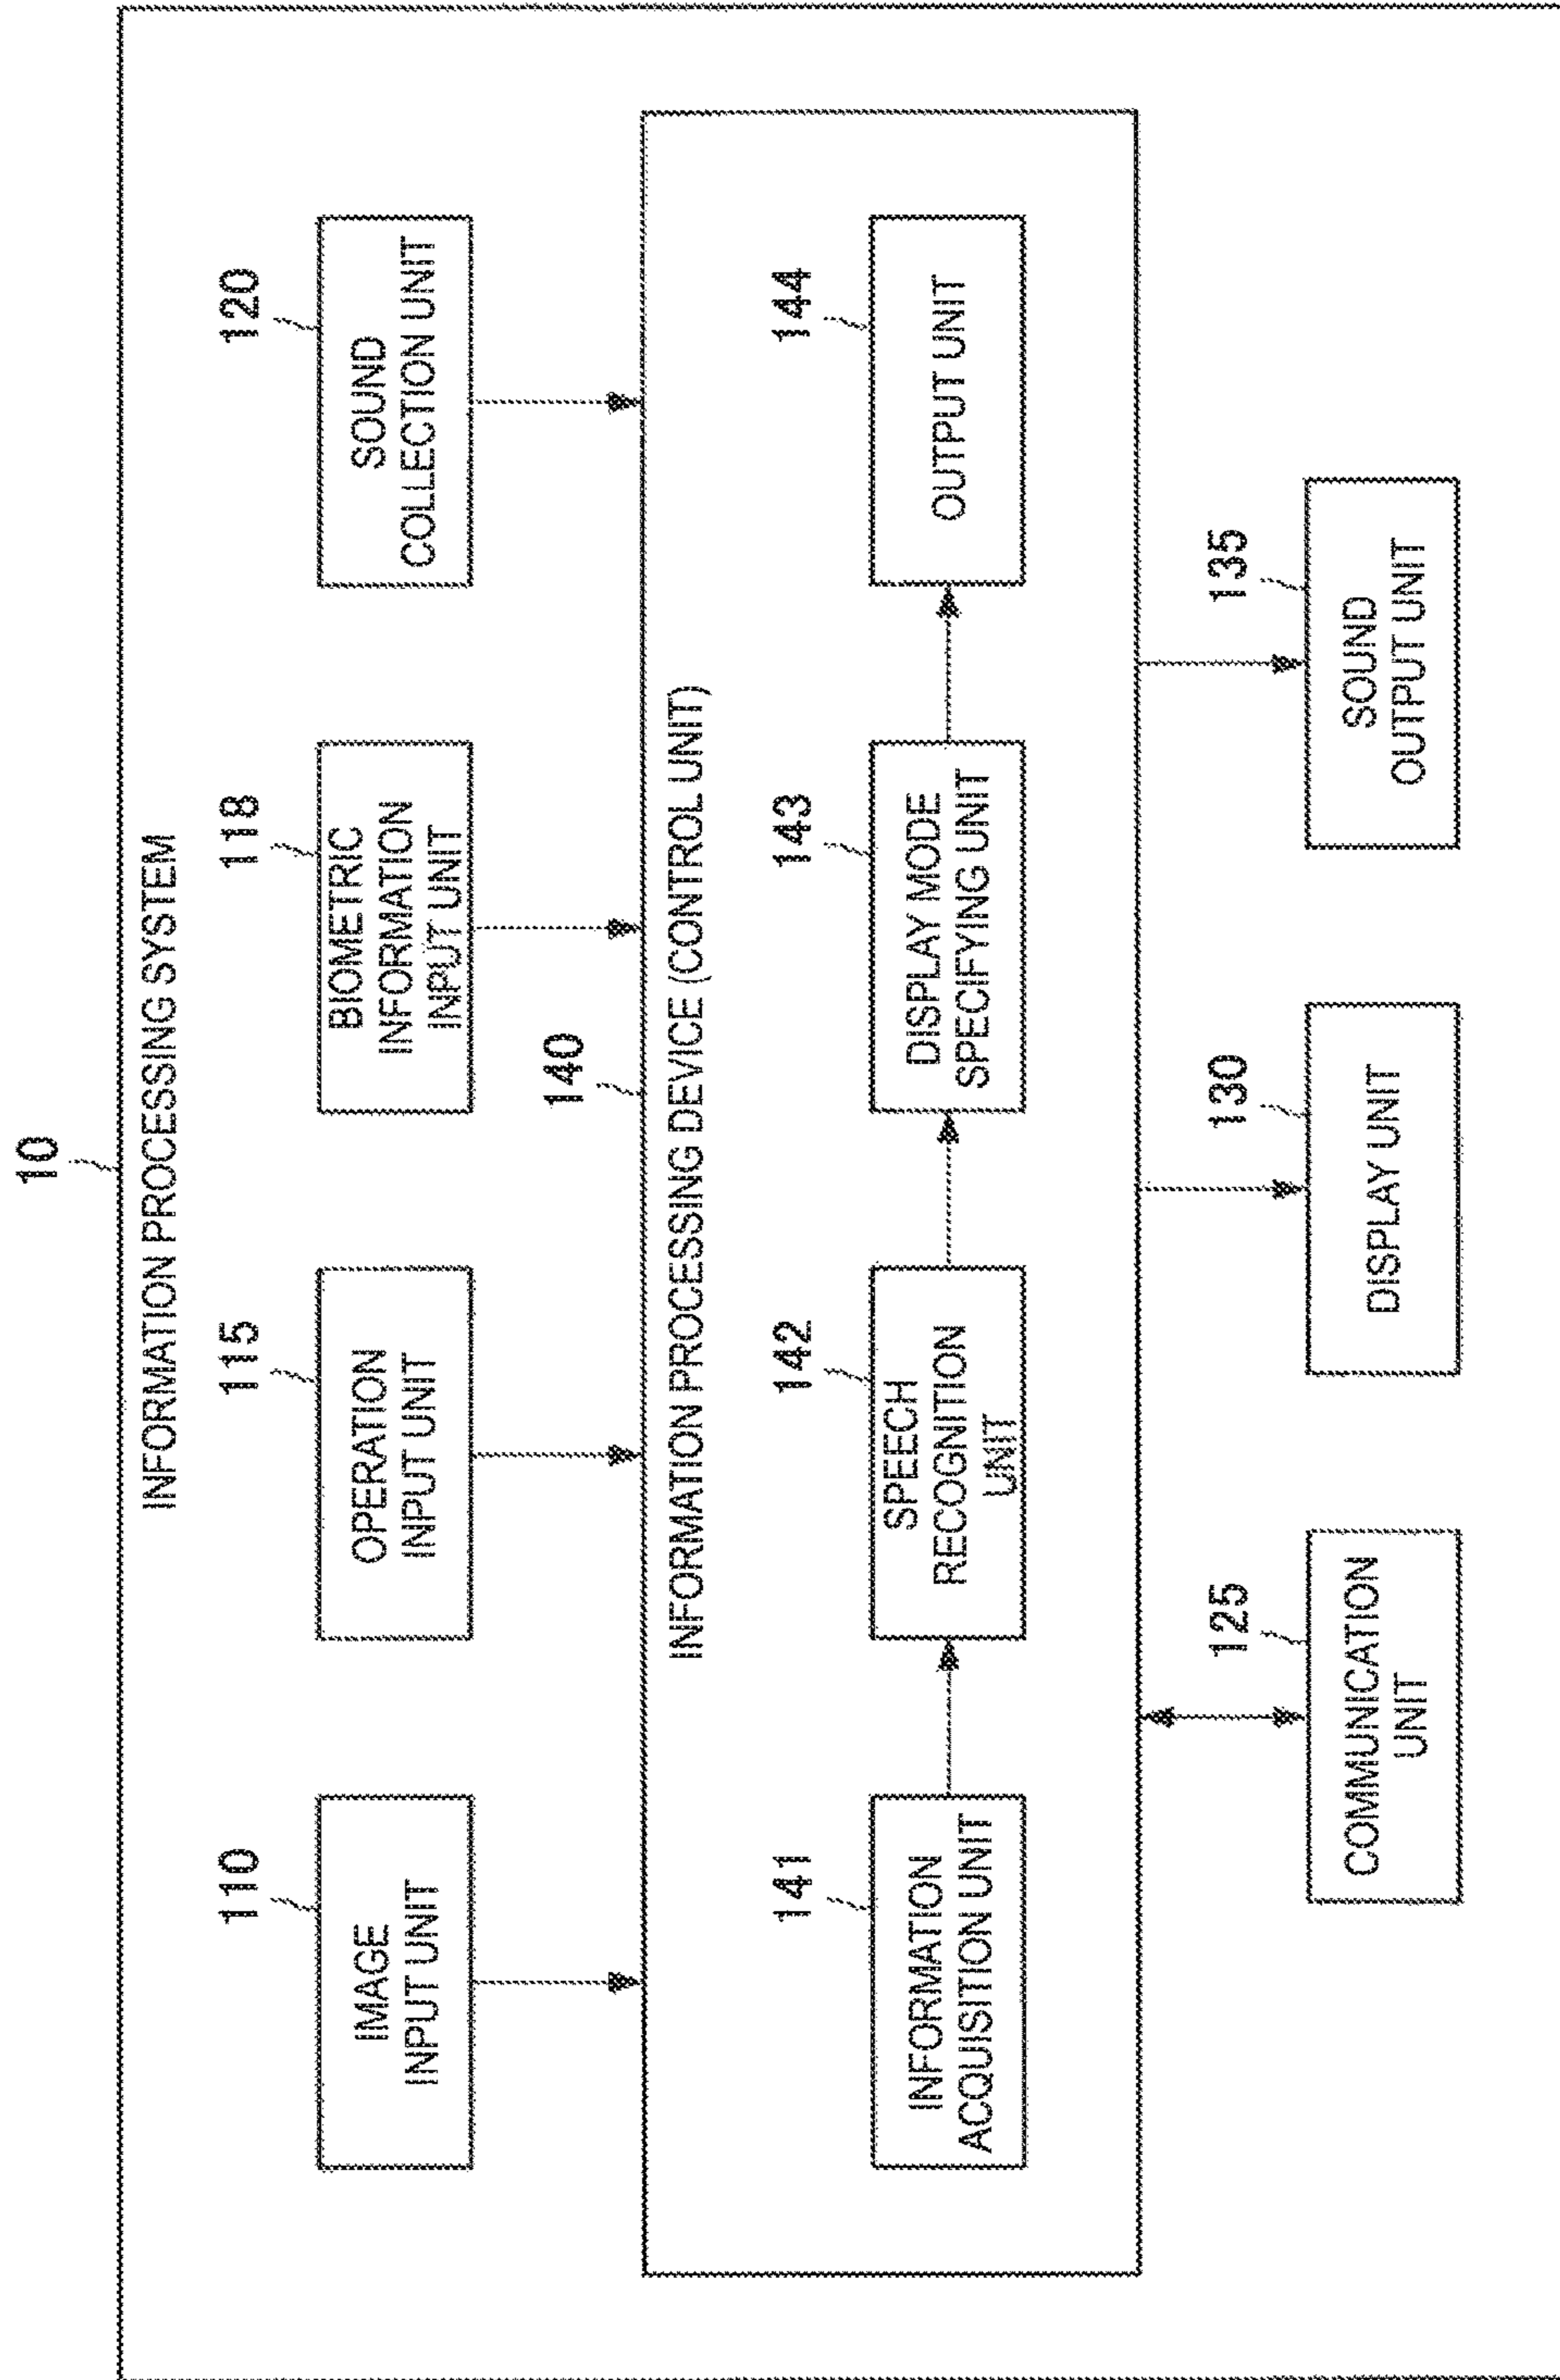 10
INFORMATION PROCESSING SYSTEM
110
IMAGE
INPUT UNIT
115
OPERATION
INPUT UNIT
118
BIOMETRIC
INFORMATION
INPUT UNIT
120
SOUND
COLLECTION UNIT
140
INFORMATION PROCESSING DEVICE (CONTROL UNIT)
141
INFORMATION
ACQUISITION UNIT
142
SPEECH
RECOGNITION
UNIT
143
DISPLAY MODE
SPECIFYING UNIT
144
OUTPUT UNIT
125
COMMUNICATION
UNIT
130
DISPLAY UNIT
135
SOUND
OUTPUT UNIT